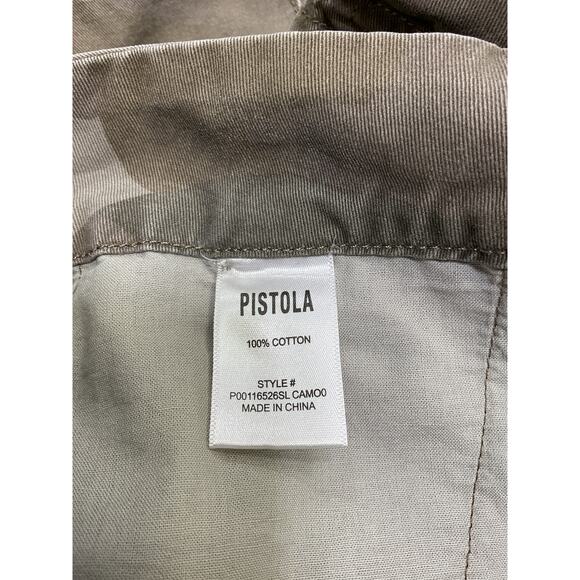 PISTOLA
100% COTTON
STYLE #
P00116526SL CAMO0
MADE IN CHINA